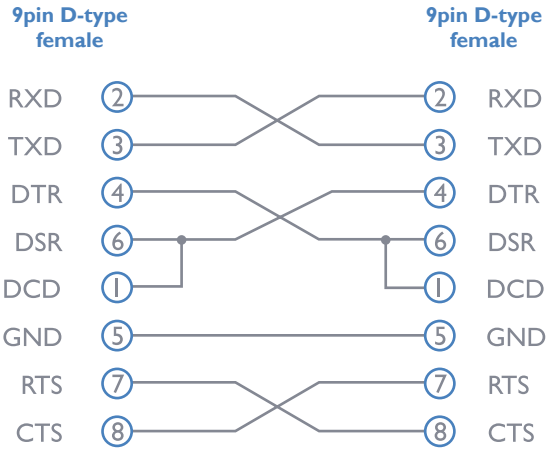 9pin D-type 9pin D-type
female female
RXD 2 2 RXD
TXD 3 3 TXD
DTR 4 4 DTR
DSR 6 6 DSR
DCD 1 1 DCD
GND 5 5 GND
RTS 7 7 RTS
CTS 8 8 CTS